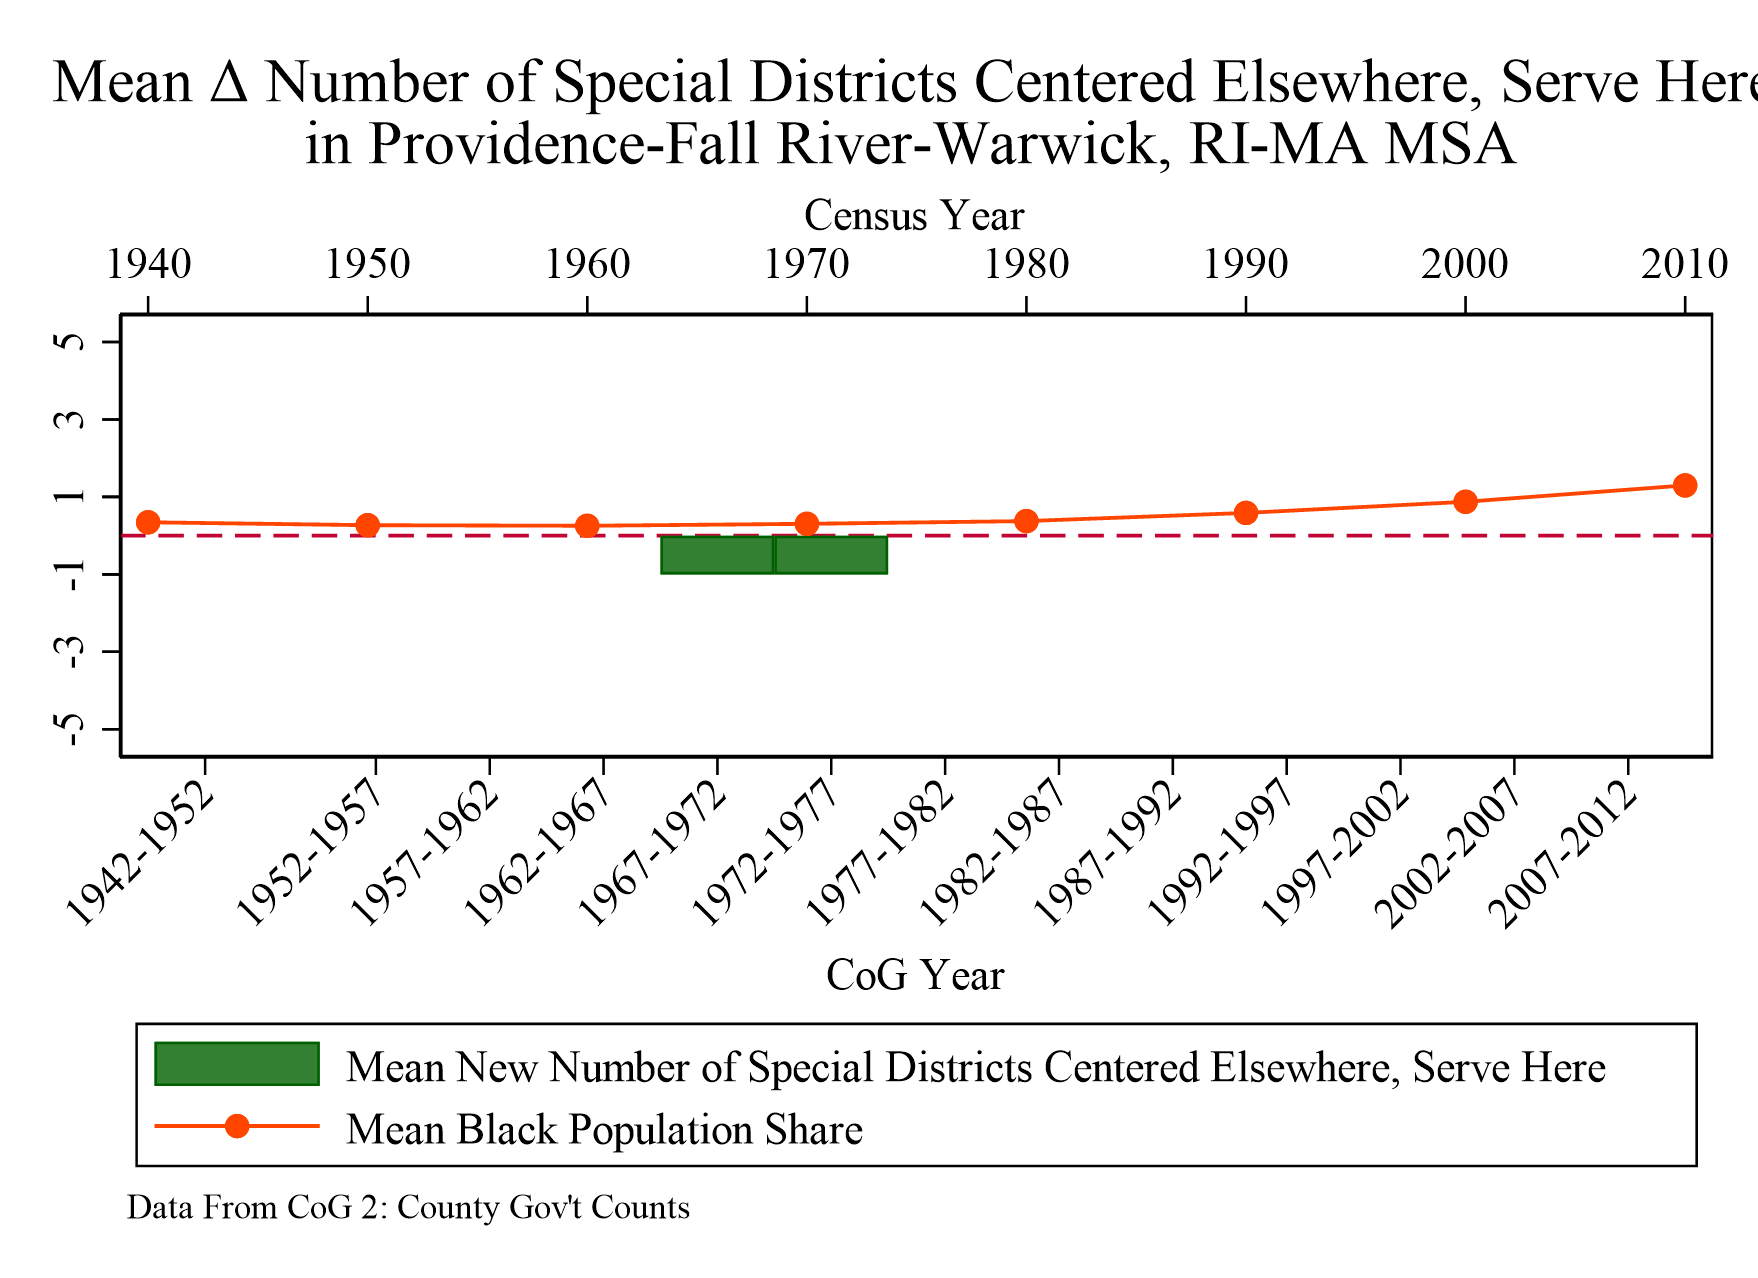 Mean Δ Number of Special Districts Centered Elsewhere, Serve Here
in Providence-Fall River-Warwick, RI-MA MSA
Census Year
1940 1950 1960 1970 1980 1990 2000 2010
5
3
1
-1
-3
-5
1942-1952 1952-1957 1957-1962 1962-1967 1967-1972 1972-1977 1977-1982 1982-1987 1987-1992 1992-1997 1997-2002 2002-2007 2007-2012
CoG Year
Mean New Number of Special Districts Centered Elsewhere, Serve Here
Mean Black Population Share
Data From CoG 2: County Gov't Counts